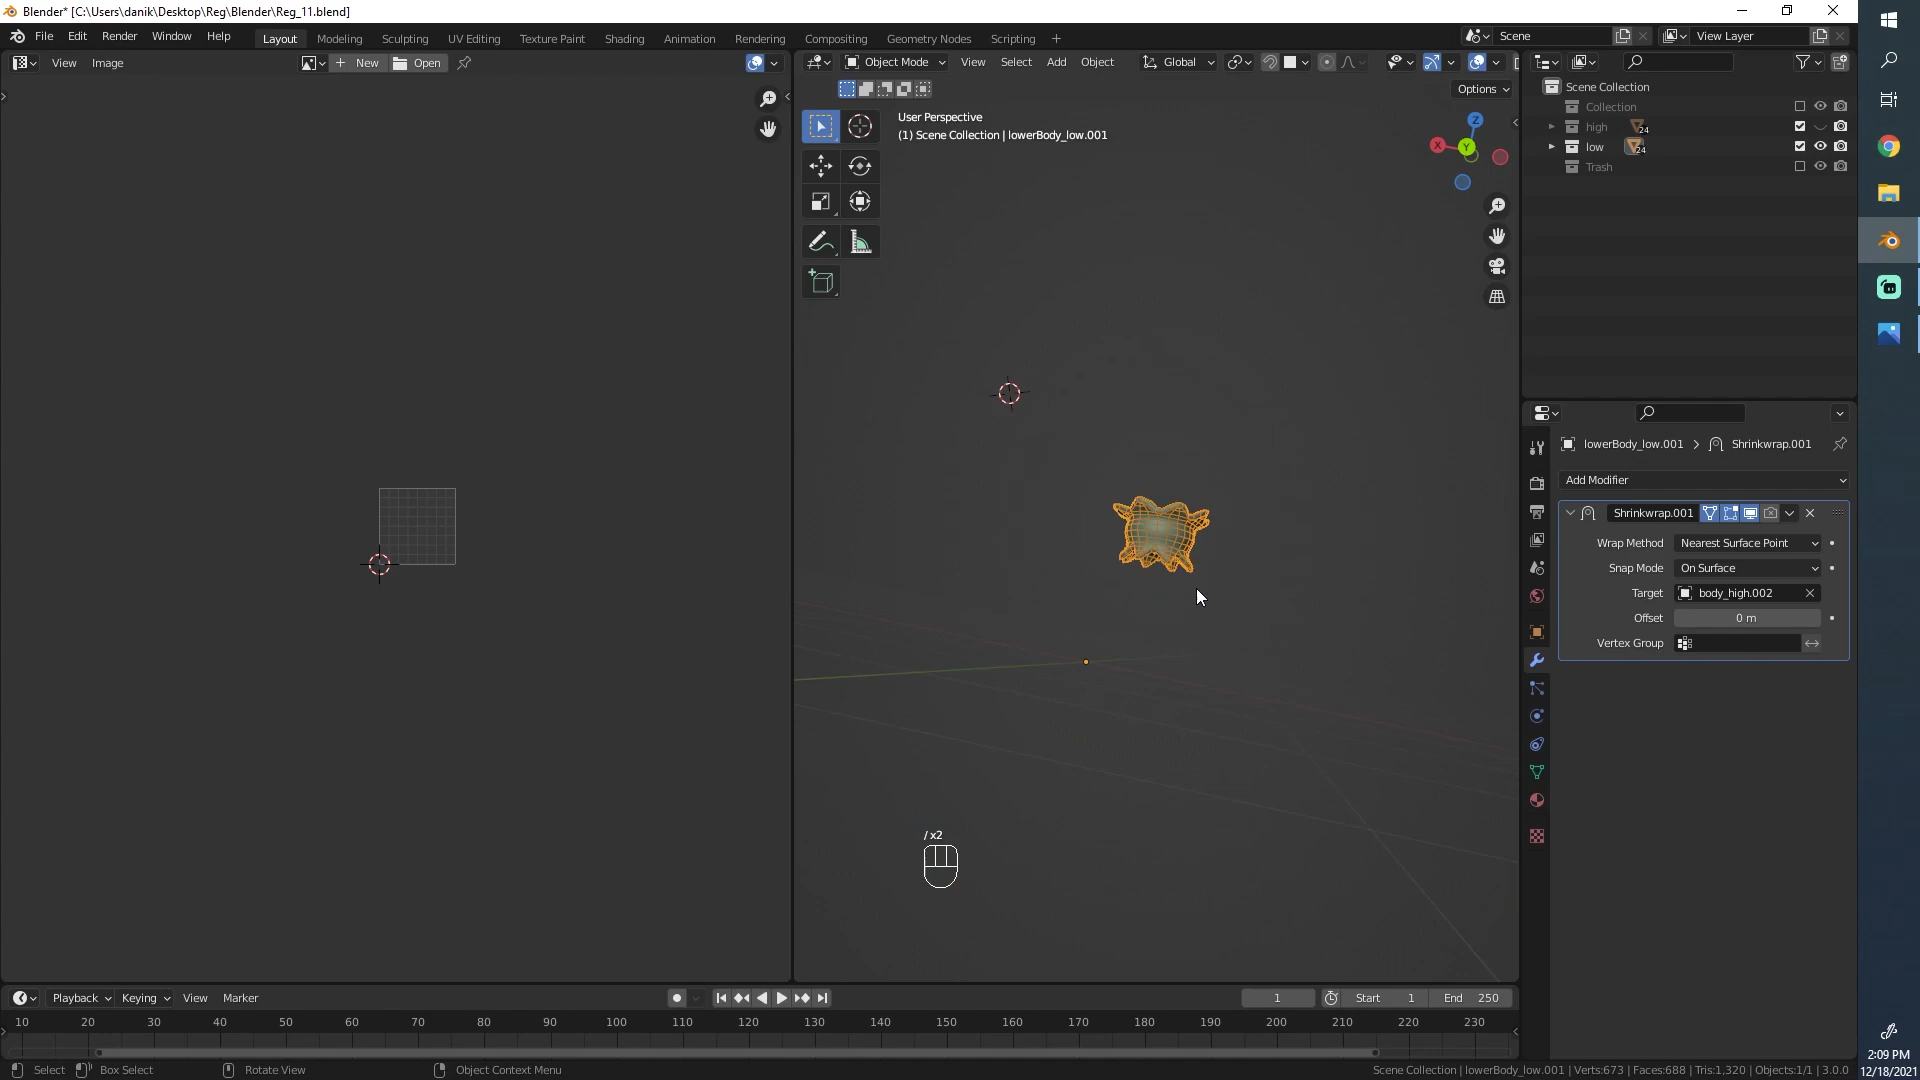 Blender* [C:\Users\danik\Desktop\Reg\Blender\Reg_11.blend]
File Edit Render Window Help Layout Modeling Sculpting UV Editing Texture Paint Shading Animation Rendering Compositing Geometry Nodes Scripting + Scene View Layer
View Image New Open Object Mode View Select Add Object Global
Options
User Perspective
(1) Scene Collection | lowerBody_low.001
Z
X
Y
Scene Collection
Collection
high 24
low 24
Trash
lowerBody_low.001 > Shrinkwrap.001
Add Modifier
Shrinkwrap.001
Wrap Method Nearest Surface Point
Snap Mode On Surface
Target body_high.002
Offset 0 m
Vertex Group
/ x2
Playback Keying View Marker 1 Start 1 End 250
10 20 30 40 50 60 70 80 90 100 110 120 130 140 150 160 170 180 190 200 210 220 230
Select Box Select Rotate View Object Context Menu Scene Collection | lowerBody_low.001 | Verts:673 | Faces:688 | Tris:1,320 | Objects:1/1 | 3.0.0
2:09 PM
12/18/2021